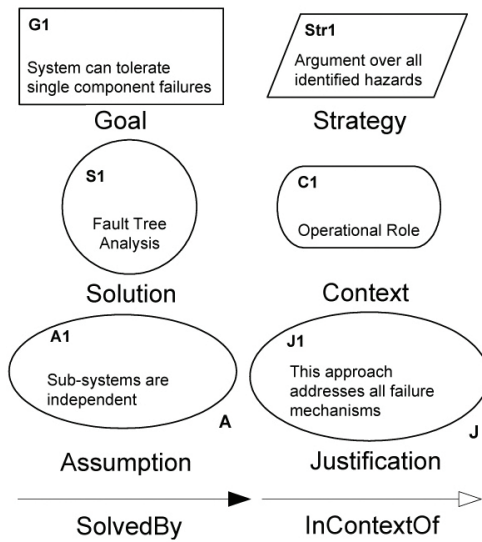 G1
System can tolerate
single component failures
Goal
Str1
Argument over all
identified hazards
Strategy
S1
Fault Tree
Analysis
Solution
C1
Operational Role
Context
A1
Sub-systems are
independent
A
Assumption
J1
This approach
addresses all failure
mechanisms
J
Justification
SolvedBy
InContextOf